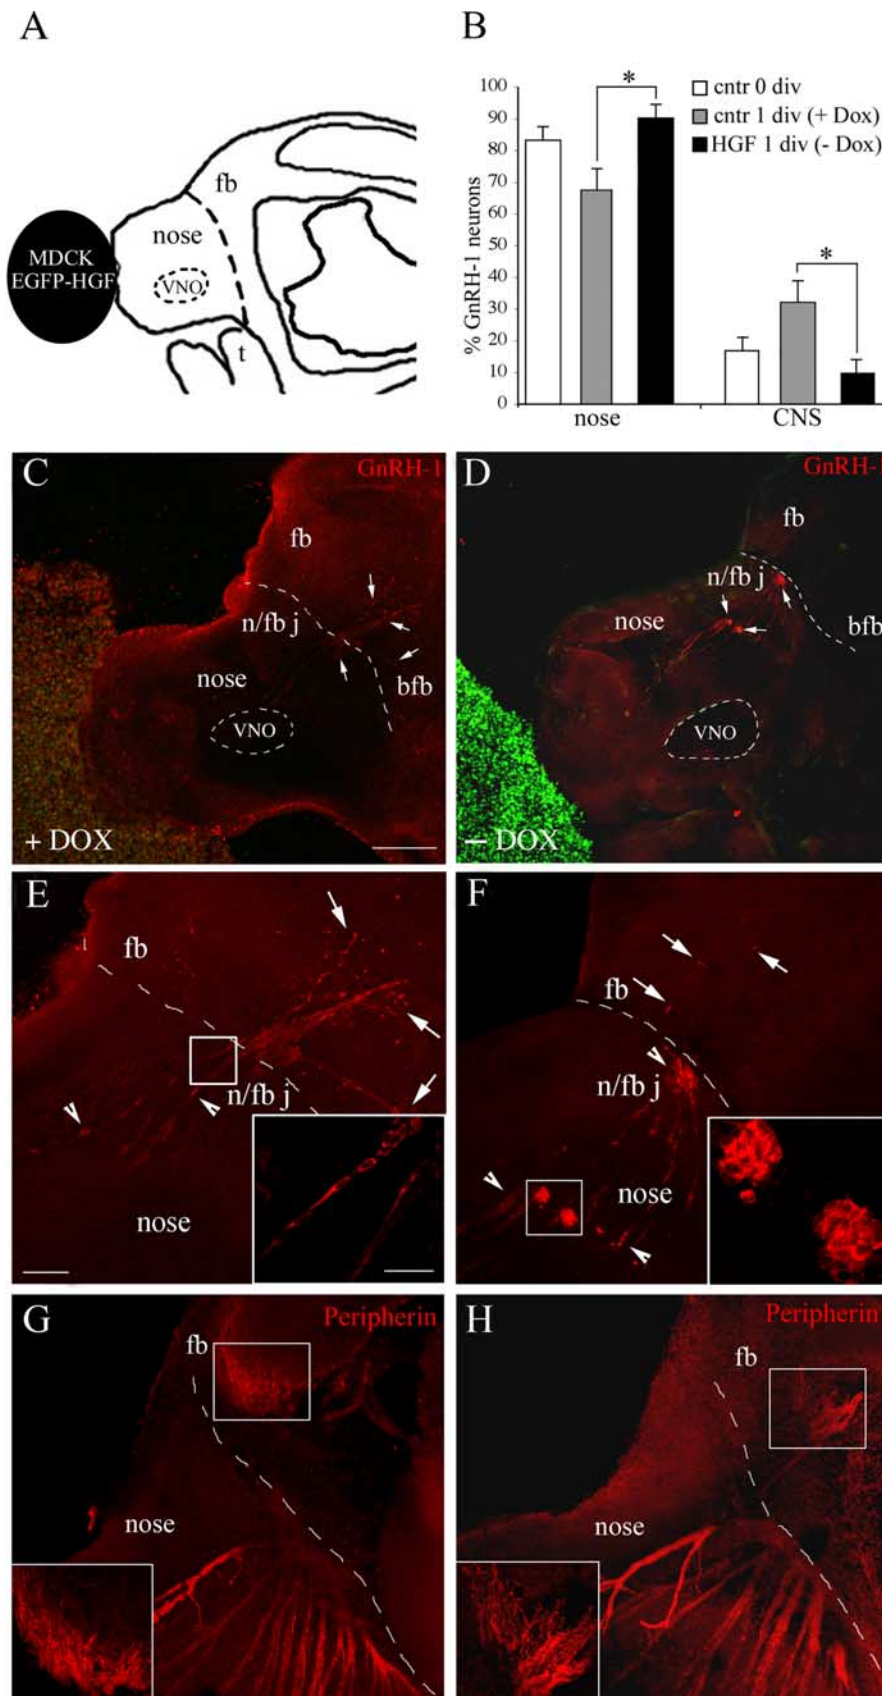 A
fb
nose
MDCK
EGFP-HGF
VNO
t
B
100
90
80
70
60
50
40
30
20
10
0
% GnRH-1 neurons
cntr 0 div
cntr 1 div (+ Dox)
HGF 1 div (- Dox)
*
*
nose
CNS
C
GnRH-1
fb
n/fb j
nose
bfb
VNO
+ DOX
D
GnRH-1
fb
n/fb j
nose
bfb
VNO
- DOX
E
fb
n/fb j
nose
F
fb
n/fb j
nose
G
Peripherin
fb
nose
H
Peripherin
fb
nose